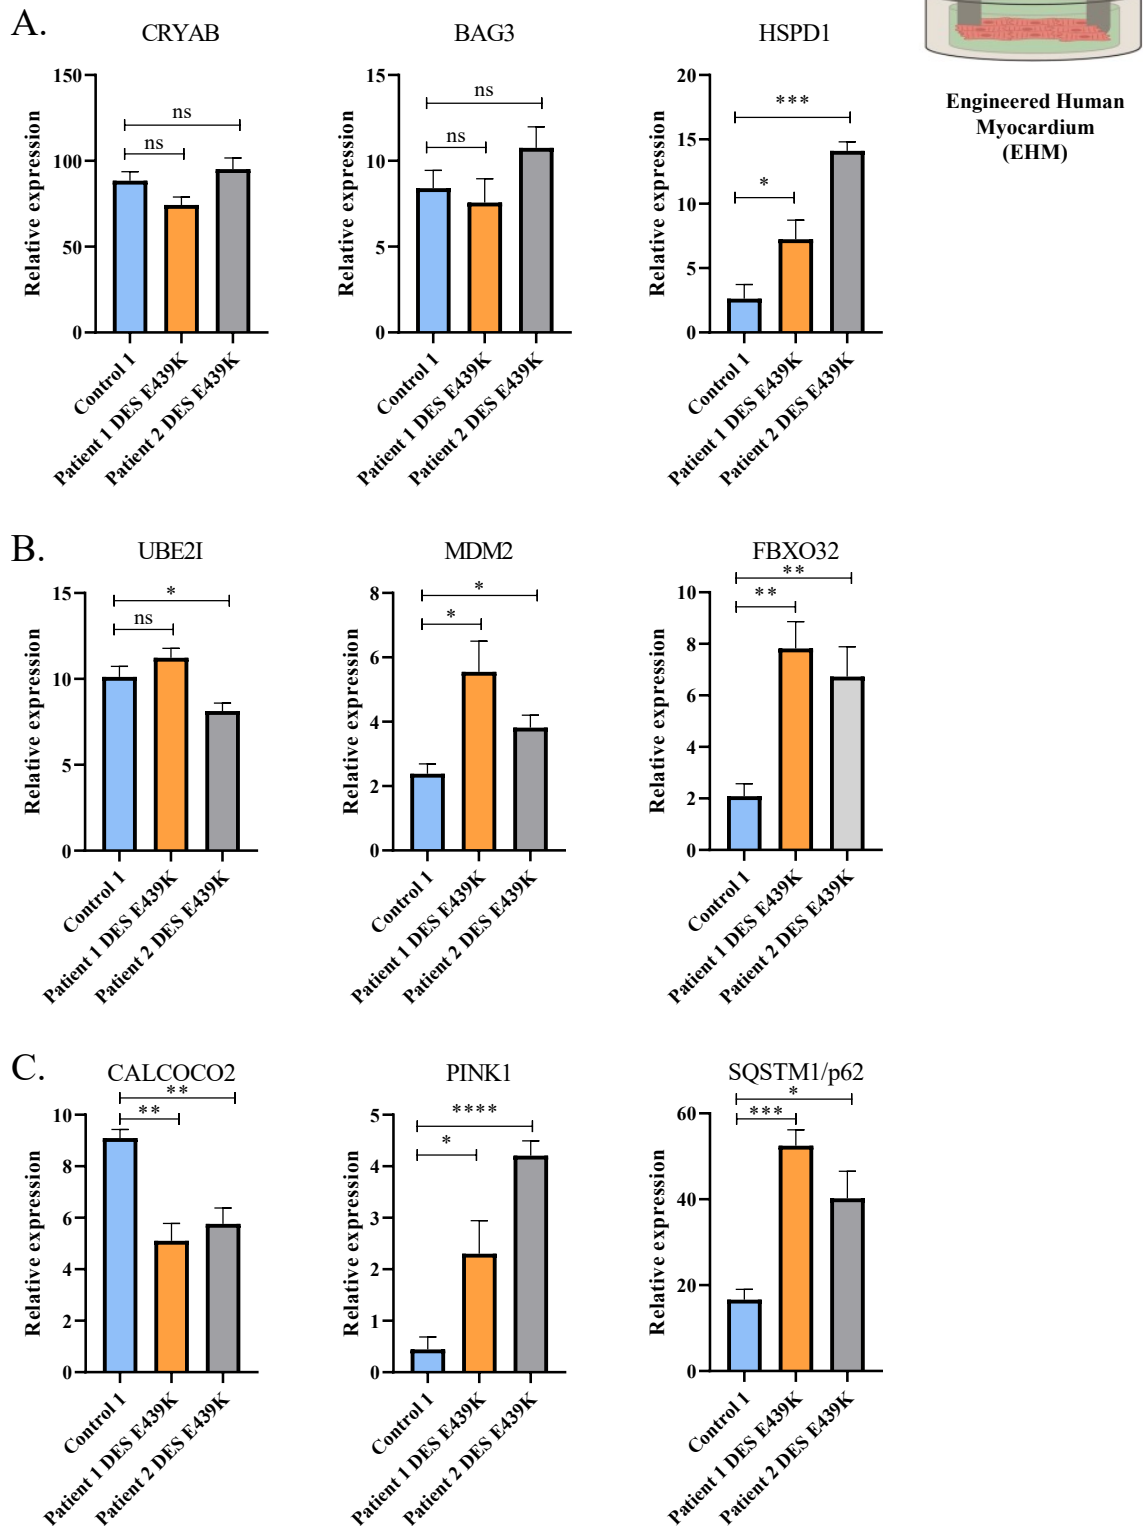 A.
CRYAB
ns
ns
150
100
50
0
Relative expression
Control 1
Patient 1 DES E439K
Patient 2 DES E439K
BAG3
ns
ns
15
10
5
0
Relative expression
Control 1
Patient 1 DES E439K
Patient 2 DES E439K
HSPD1
***
*
20
15
10
5
0
Relative expression
Control 1
Patient 1 DES E439K
Patient 2 DES E439K
Engineered Human
Myocardium
(EHM)
B.
UBE2I
*
ns
15
10
5
0
Relative expression
Control 1
Patient 1 DES E439K
Patient 2 DES E439K
MDM2
*
*
8
6
4
2
0
Relative expression
Control 1
Patient 1 DES E439K
Patient 2 DES E439K
FBXO32
**
**
10
8
6
4
2
0
Relative expression
Control 1
Patient 1 DES E439K
Patient 2 DES E439K
C.
CALCOCO2
**
**
10
8
6
4
2
0
Relative expression
Control 1
Patient 1 DES E439K
Patient 2 DES E439K
PINK1
****
*
5
4
3
2
1
0
Relative expression
Control 1
Patient 1 DES E439K
Patient 2 DES E439K
SQSTM1/p62
*
***
60
40
20
0
Relative expression
Control 1
Patient 1 DES E439K
Patient 2 DES E439K